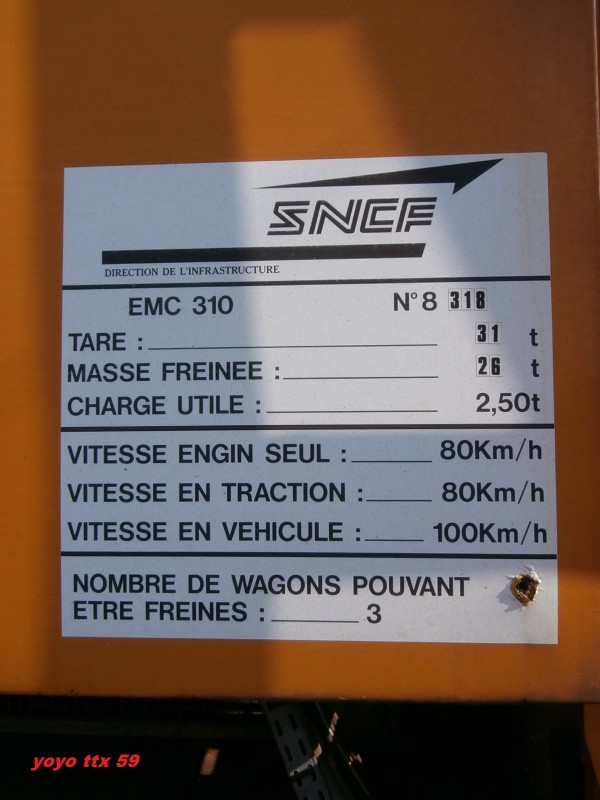 SNCF
DIRECTION DE L'INFRASTRUCTURE
EMC 310 N° 8 318
TARE : 31 t
MASSE FREINEE : 26 t
CHARGE UTILE : 2,50t
VITESSE ENGIN SEUL : 80Km/h
VITESSE EN TRACTION : 80Km/h
VITESSE EN VEHICULE : 100Km/h
NOMBRE DE WAGONS POUVANT
ETRE FREINES : 3
yoyo ttx 59